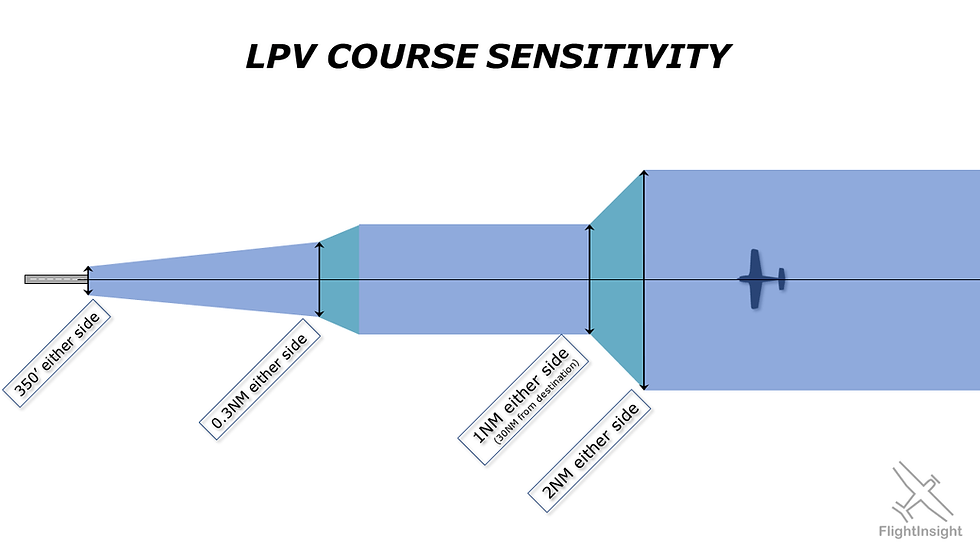 LPV COURSE SENSITIVITY
350’ either side
0.3NM either side
1NM either side
(30NM from destination)
2NM either side
FlightInsight